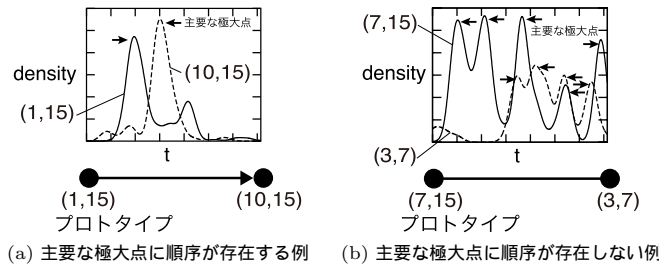 主要な極大点
density
(10,15)
(1,15)
t
(1,15)
(10,15)
プロトタイプ
(a) 主要な極大点に順序が存在する例
(7,15)
主要な極大点
density
(3,7)
t
(7,15)
(3,7)
プロトタイプ
(b) 主要な極大点に順序が存在しない例